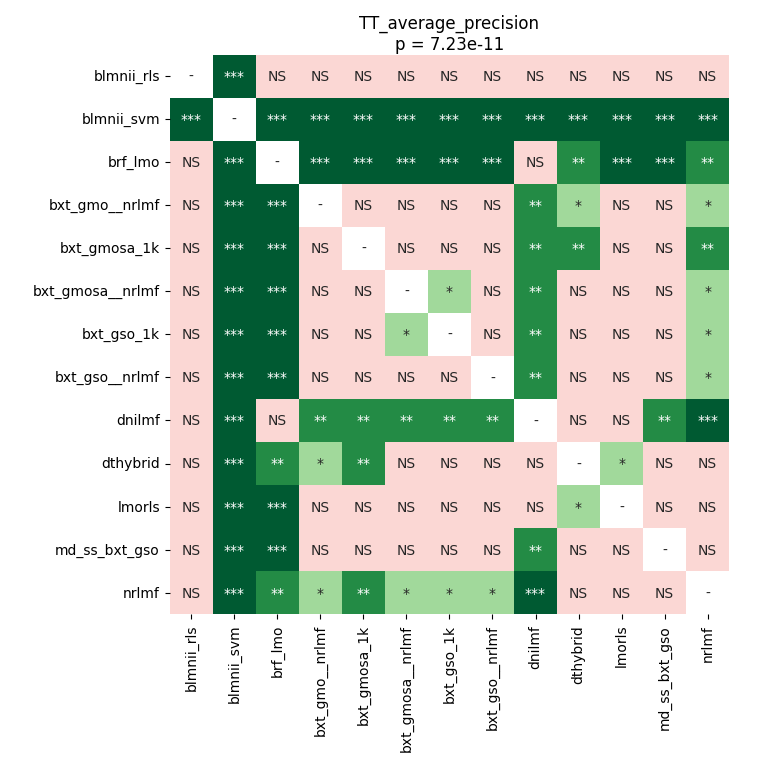 TT_average_precision
p = 7.23e-11
blmnii_rls - *** NS NS NS NS NS NS NS NS NS NS NS
blmnii_svm *** - *** *** *** *** *** *** *** *** *** *** ***
brf_lmo NS *** - *** *** *** *** *** NS ** *** *** **
bxt_gmo__nrlmf NS *** *** - NS NS NS NS ** * NS NS *
bxt_gmosa_1k NS *** *** NS - NS NS NS ** ** NS NS **
bxt_gmosa__nrlmf NS *** *** NS NS - * NS ** NS NS NS *
bxt_gso_1k NS *** *** NS NS * - NS ** NS NS NS *
bxt_gso__nrlmf NS *** *** NS NS NS NS - ** NS NS NS *
dnilmf NS *** NS ** ** ** ** ** - NS NS ** ***
dthybrid NS *** ** * ** NS NS NS NS - * NS NS
lmorls NS *** *** NS NS NS NS NS NS * - NS NS
md_ss_bxt_gso NS *** *** NS NS NS NS NS ** NS NS - NS
nrlmf NS *** ** * ** * * * *** NS NS NS -
blmnii_rls
blmnii_svm
brf_lmo
bxt_gmo__nrlmf
bxt_gmosa_1k
bxt_gmosa__nrlmf
bxt_gso_1k
bxt_gso__nrlmf
dnilmf
dthybrid
lmorls
md_ss_bxt_gso
nrlmf